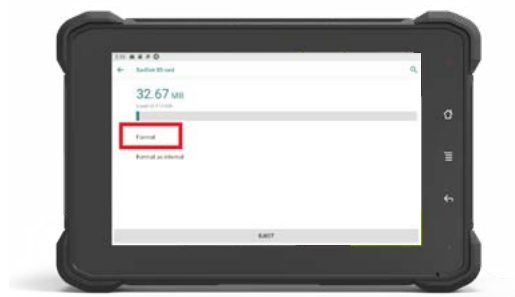 SanDisk SD card
32.67 MB
Format
Format as internal
EJECT